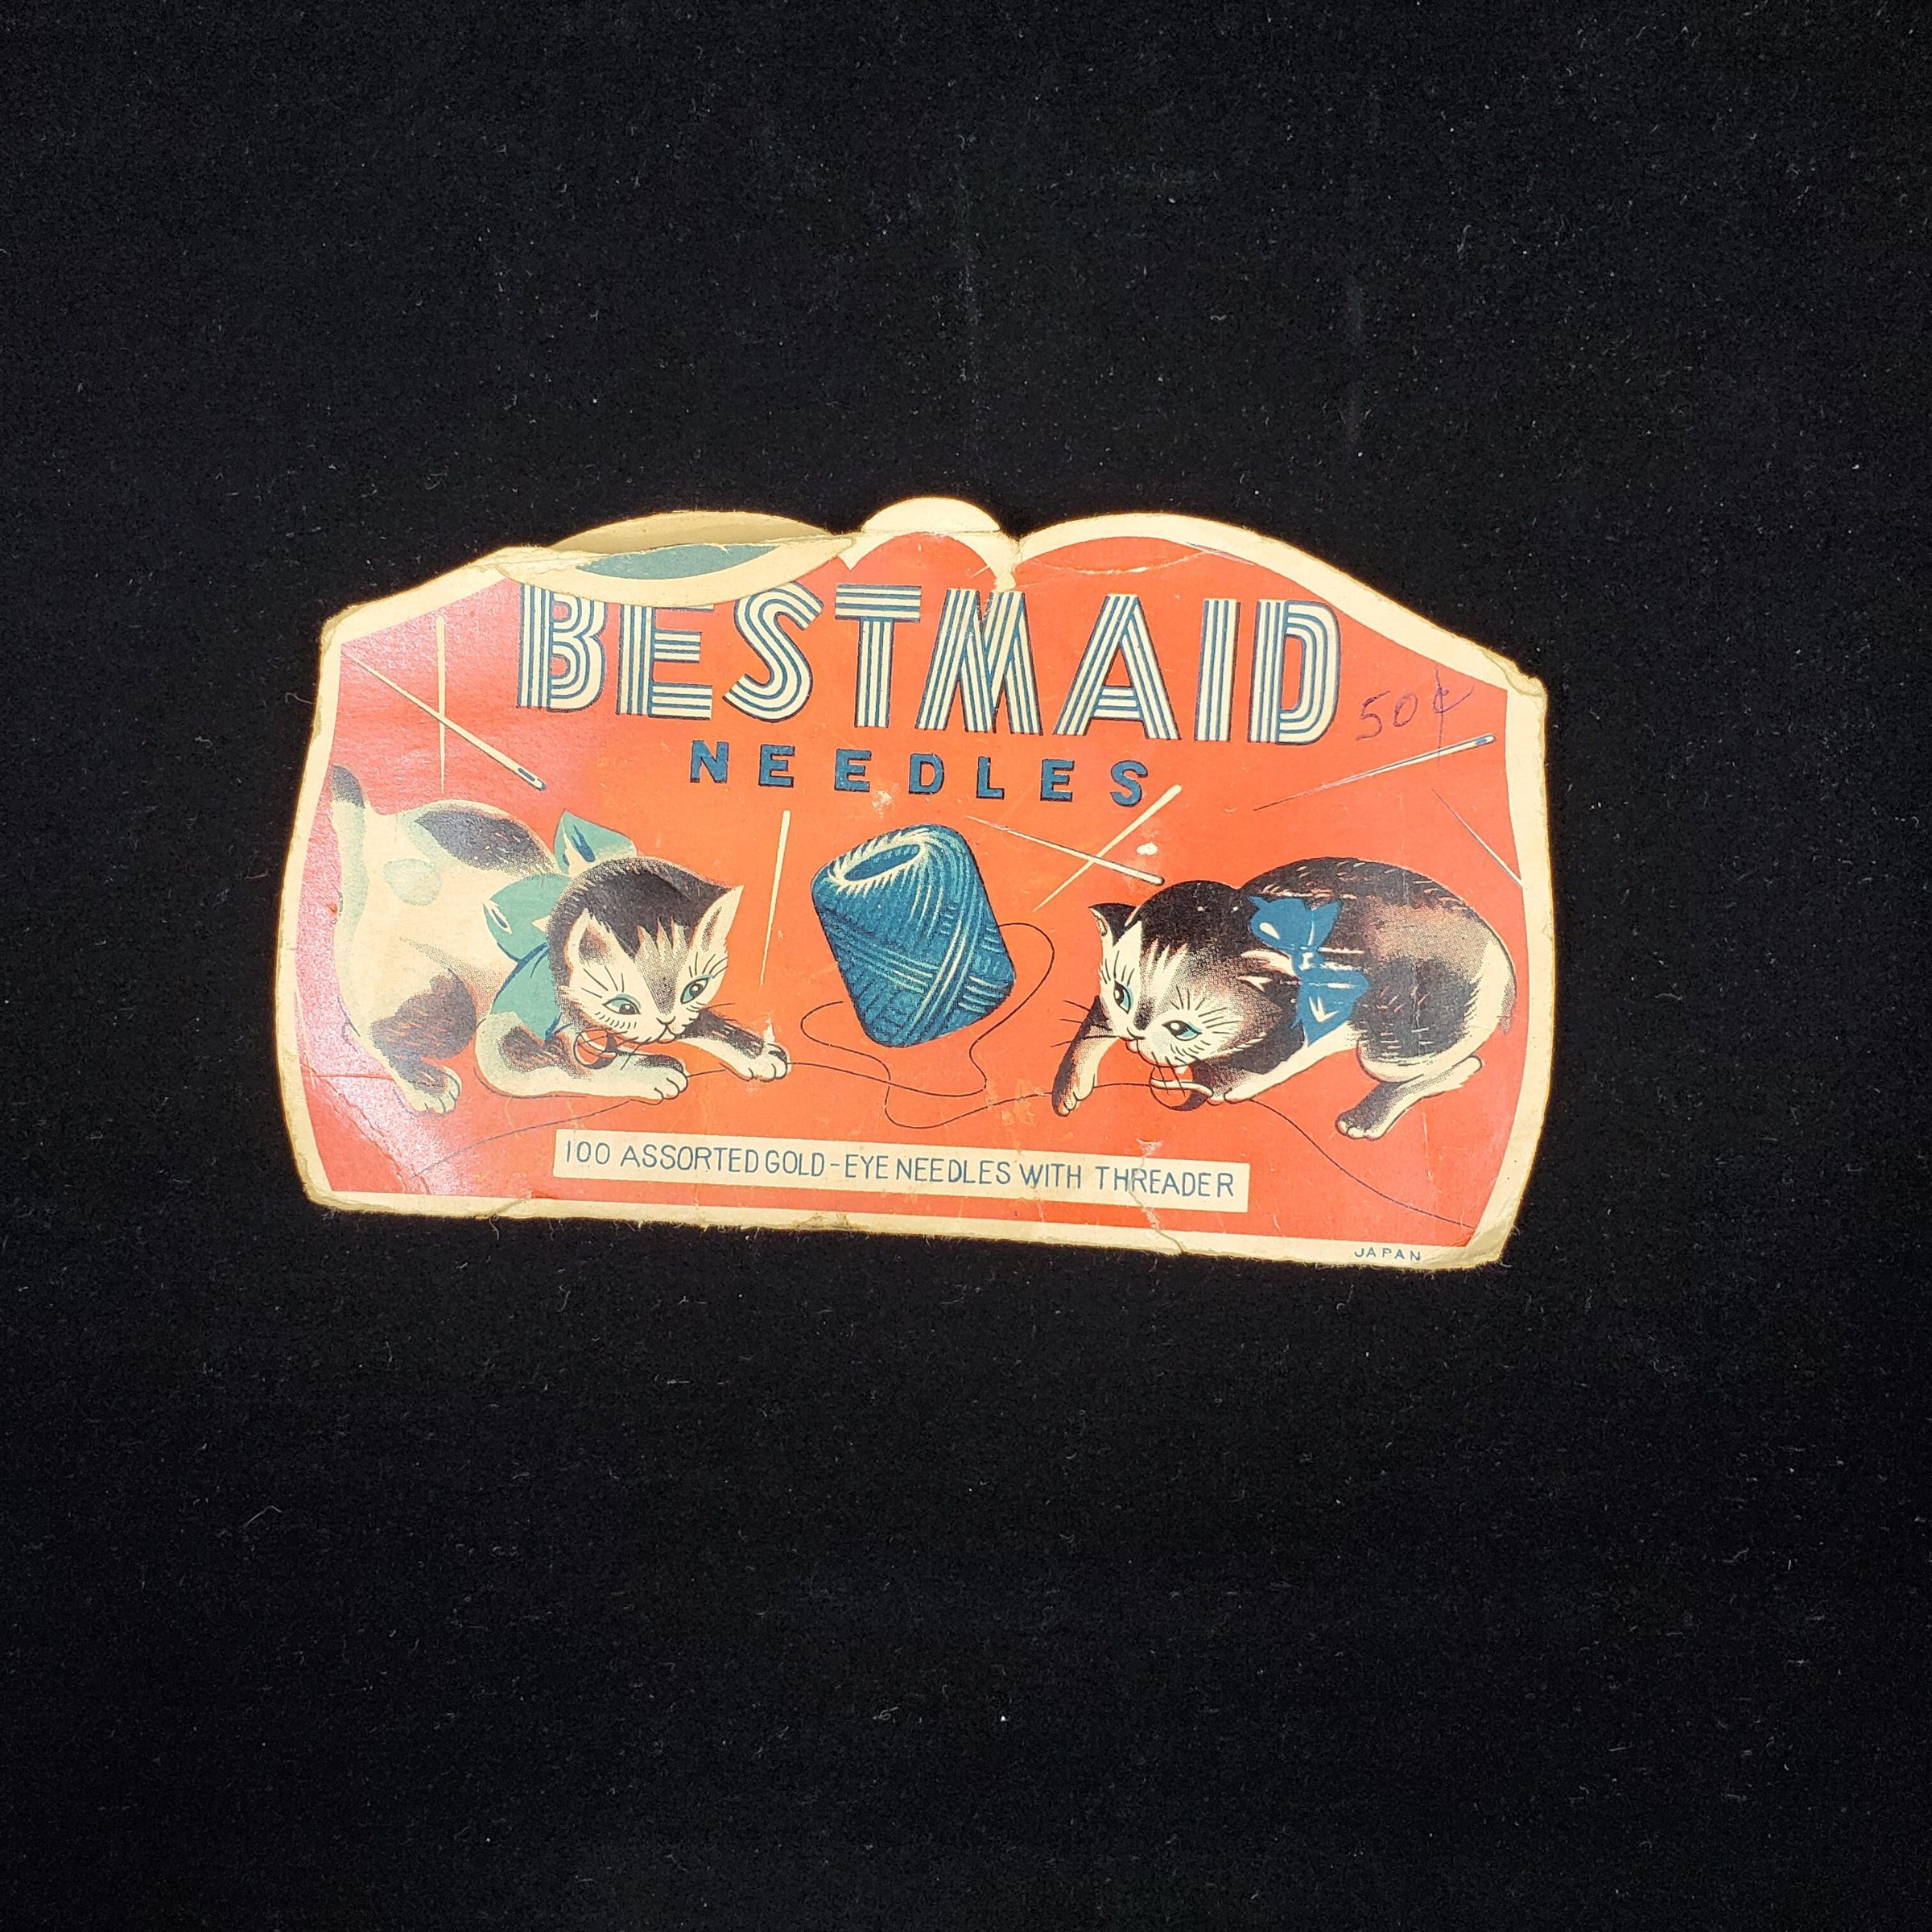 BESTMAID
50¢
NEEDLES
100 ASSORTED GOLD-EYE NEEDLES WITH THREADER
JAPAN